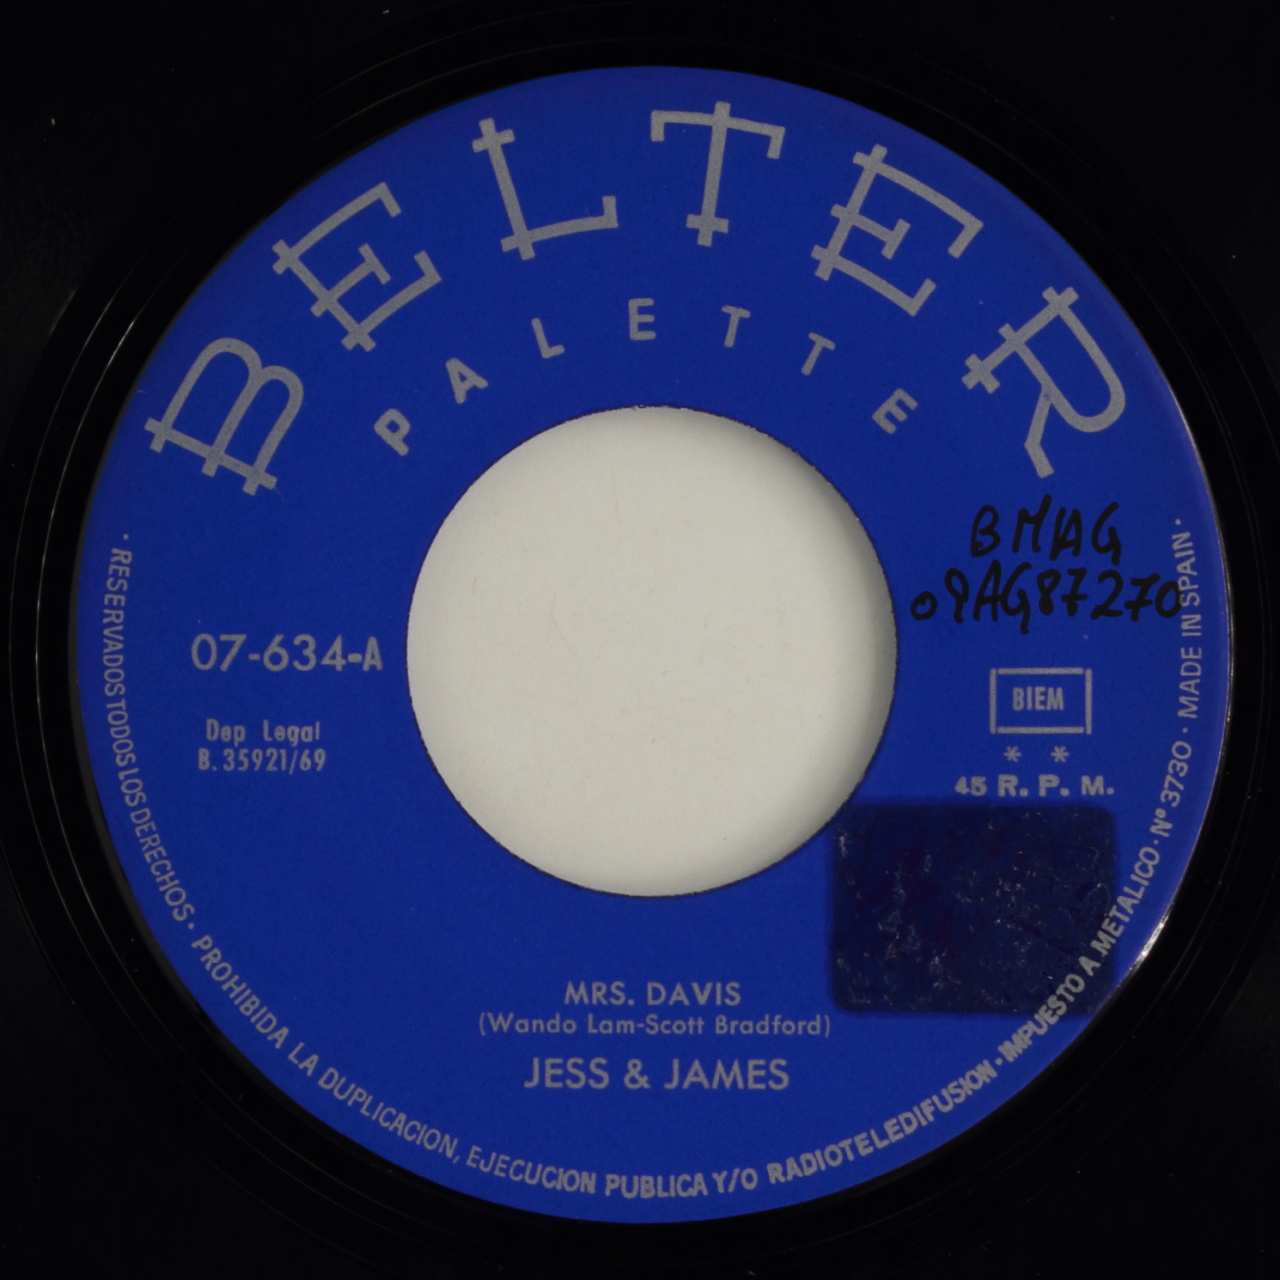 BELTER
PALETTE
BMAG
09AG87270
07-634-A
Dep Legal
B.35921/69
BIEM
* *
45 R. P. M.
MRS. DAVIS
(Wando Lam-Scott Bradford)
JESS & JAMES
· RESERVADOS TODOS LOS DERECHOS · PROHIBIDA LA DUPLICACION, EJECUCION PUBLICA Y/O RADIOTELEDIFUSION · IMPUESTO A METALICO · Nº 3730 · MADE IN SPAIN ·